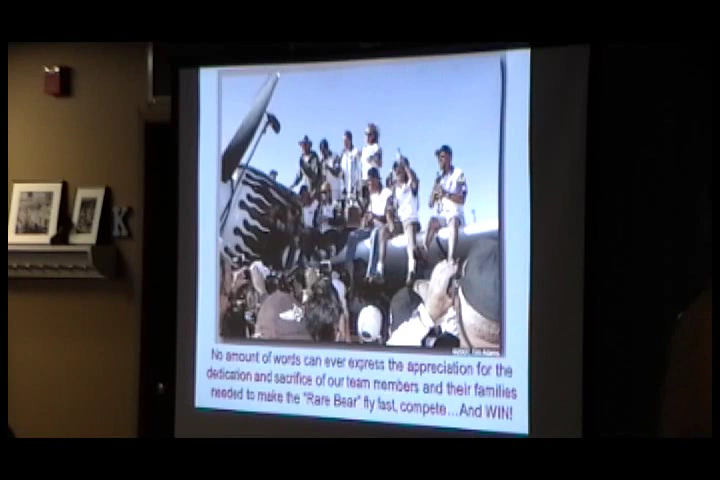 K
No amount of words can ever express the appreciation for the
dedication and sacrifice of our team members and their families
needed to make the "Rare Bear" fly fast, compete...And WIN!